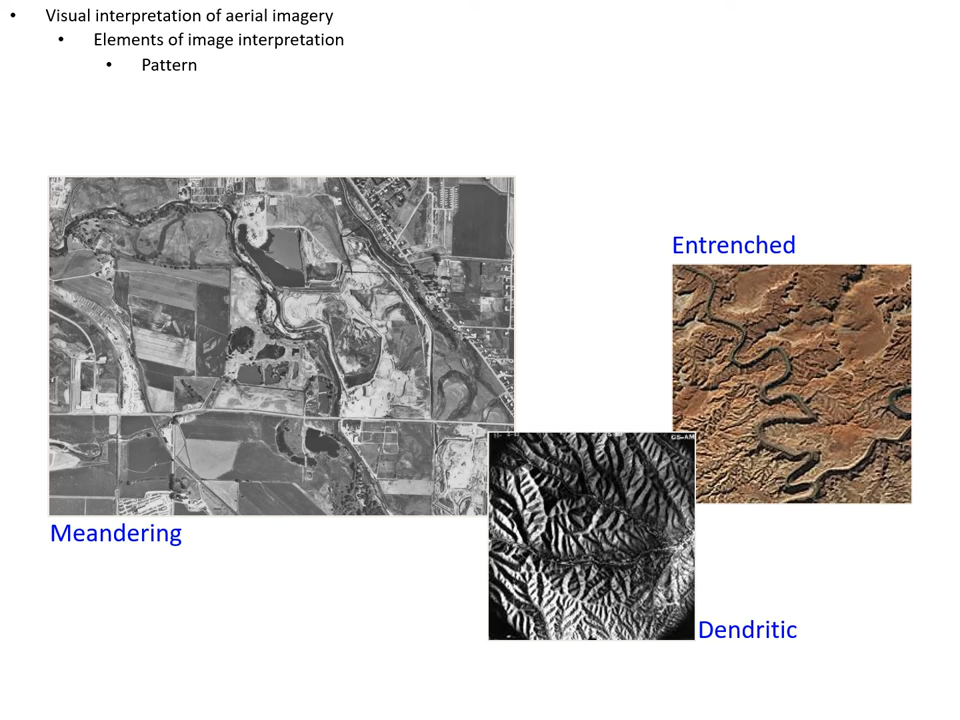 • Visual interpretation of aerial imagery
• Elements of image interpretation
• Pattern
Entrenched
Meandering
Dendritic